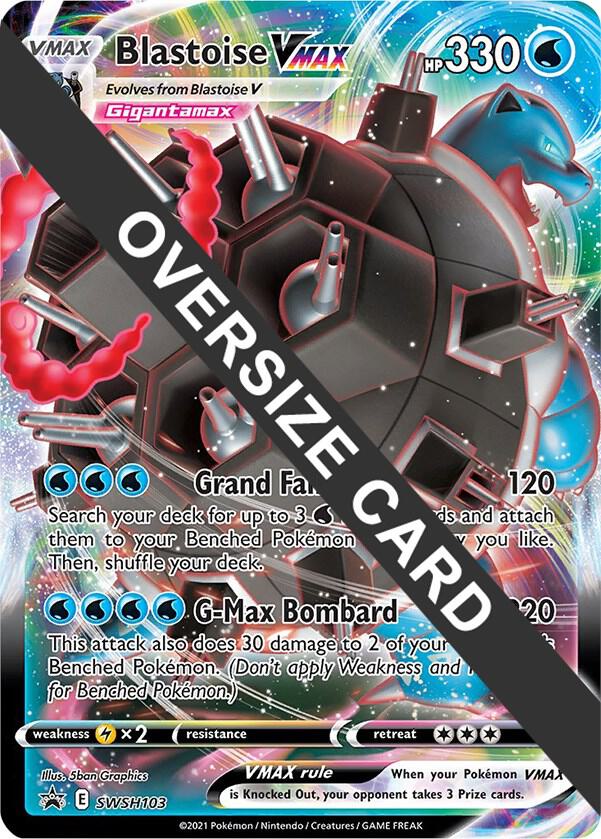 VMAX
Blastoise VMAX
HP 330
Evolves from Blastoise V
Gigantamax
OVERSIZE CARD
Grand 120
Search your deck for up to 3 and attach
them to your Benched Pokémon you like.
Then, shuffle your deck.
G-Max Bombard 20
This attack also does 30 damage to 2 of your
Benched Pokémon. (Don't apply Weakness and
for Benched Pokémon.)
weakness ×2 resistance retreat
Illus. 5ban Graphics
VMAX rule When your Pokémon VMAX
is Knocked Out, your opponent takes 3 Prize cards.
E SWSH103
©2021 Pokémon / Nintendo / Creatures / GAME FREAK